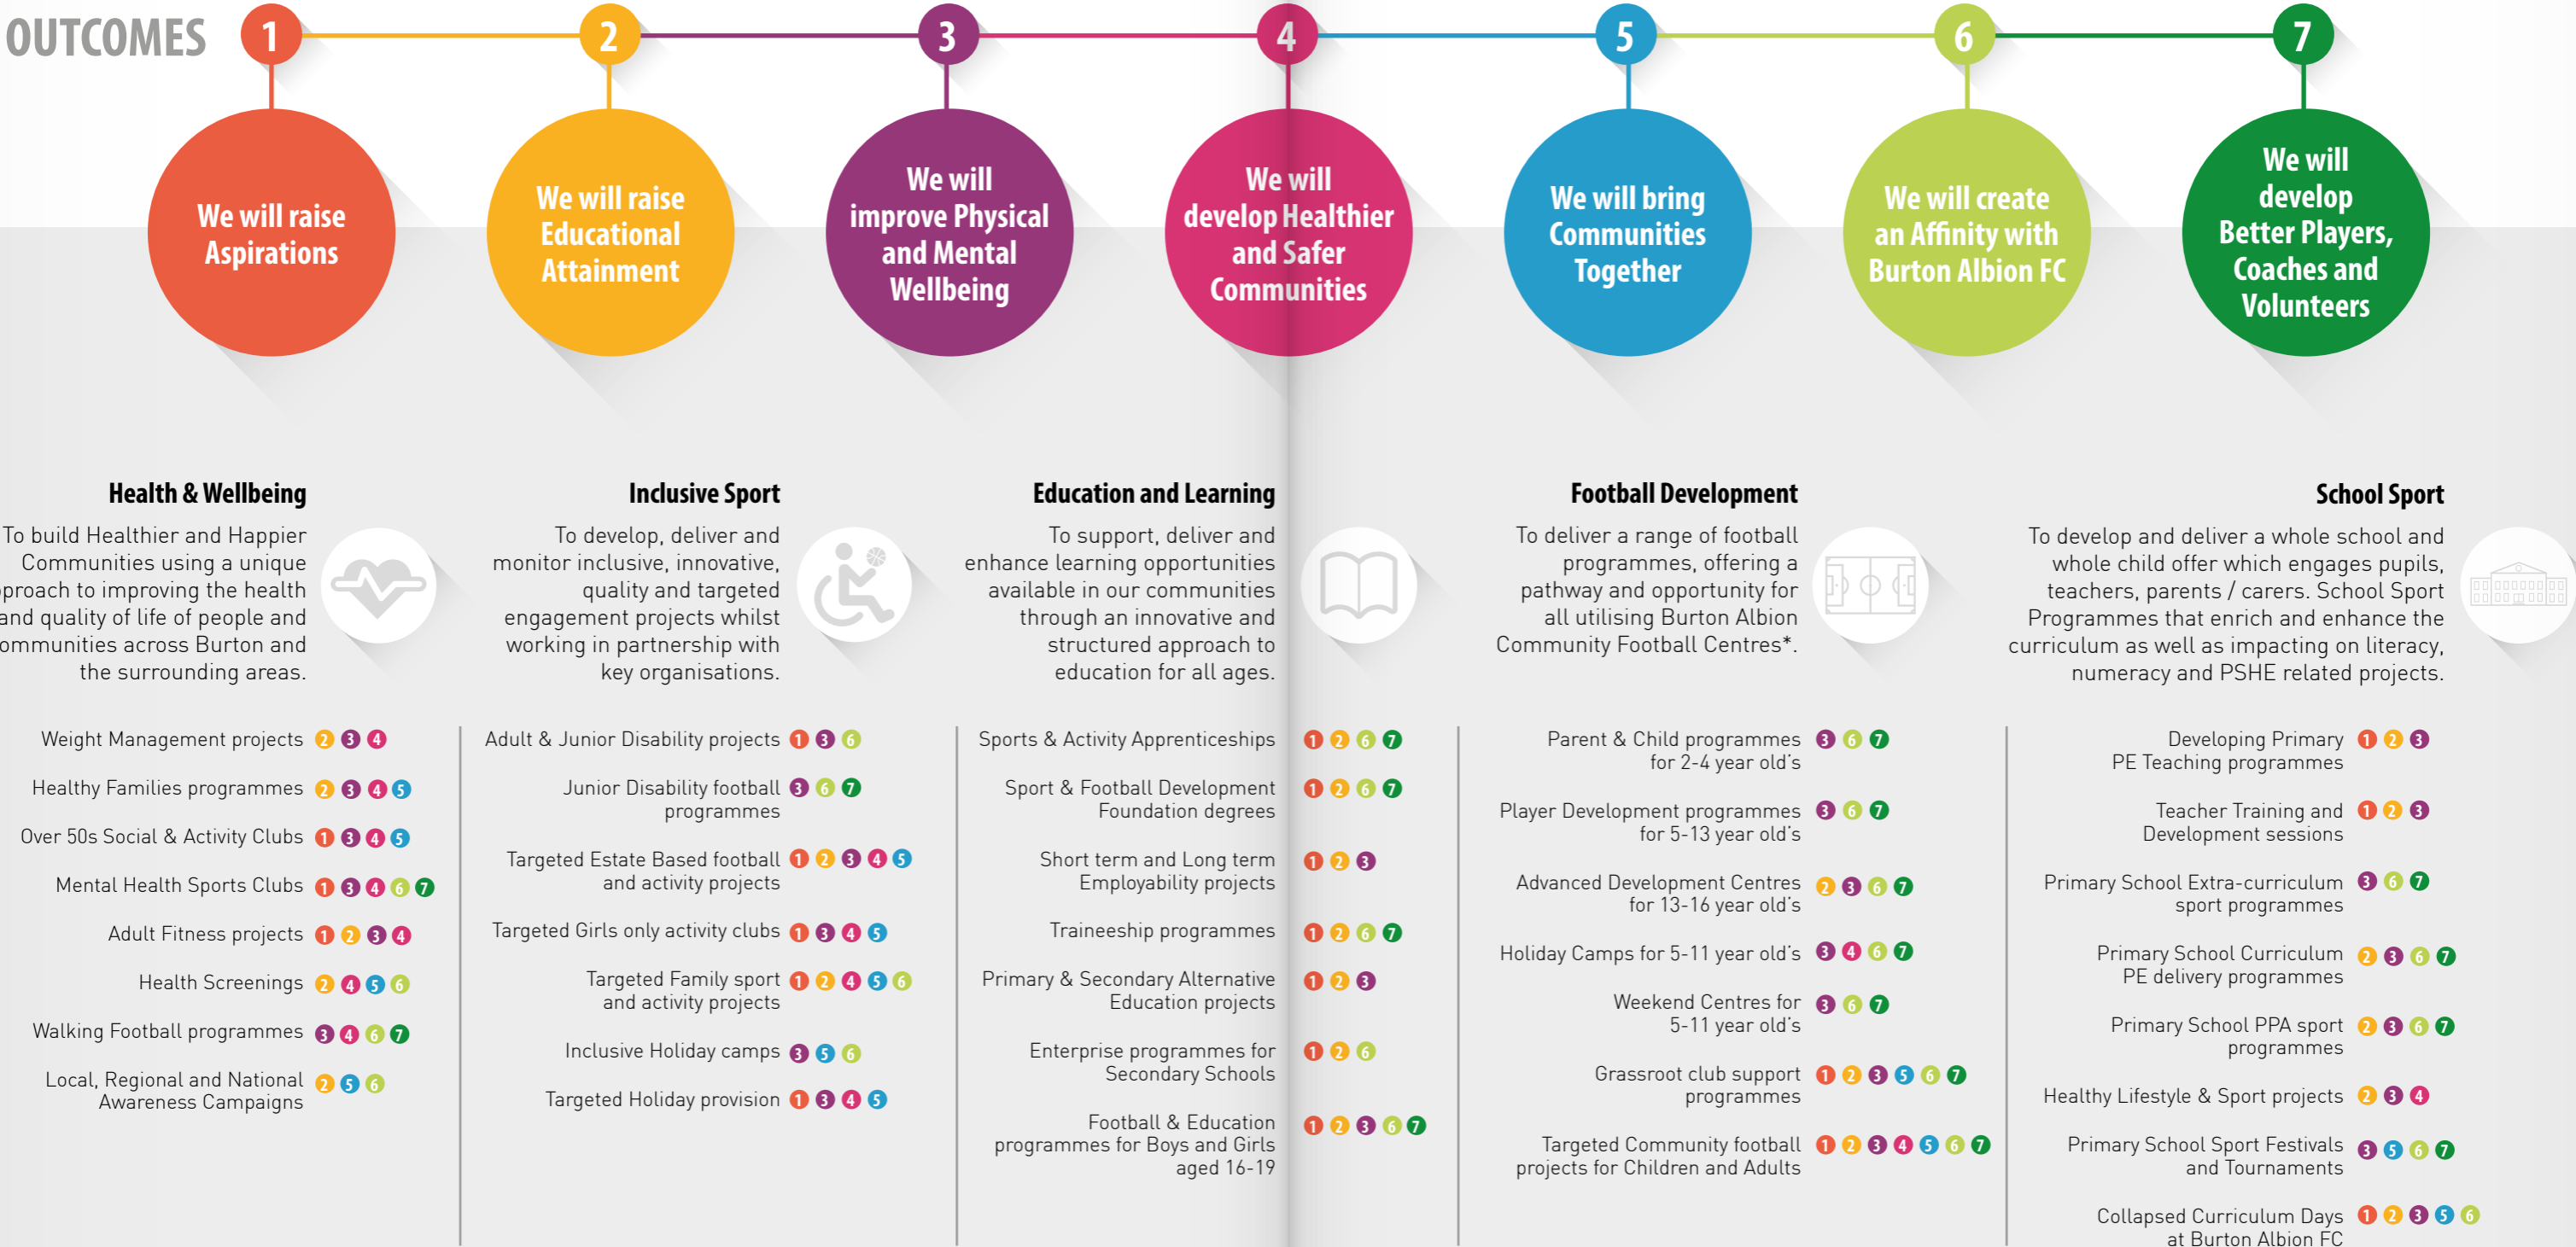 OUTCOMES
1
2
3
4
5
6
7
We will raise
Aspirations
We will raise
Educational
Attainment
We will
improve Physical
and Mental
Wellbeing
We will
develop Healthier
and Safer
Communities
We will bring
Communities
Together
We will create
an Affinity with
Burton Albion FC
We will
develop
Better Players,
Coaches and
Volunteers
Health & Wellbeing
To build Healthier and Happier
Communities using a unique
proach to improving the health
and quality of life of people and
ommunities across Burton and
the surrounding areas.
Weight Management projects 2 3 4
Healthy Families programmes 2 3 4 5
Over 50s Social & Activity Clubs 1 3 4 5
Mental Health Sports Clubs 1 3 4 6 7
Adult Fitness projects 1 2 3 4
Health Screenings 2 4 5 6
Walking Football programmes 3 4 6 7
Local, Regional and National 2 5 6
Awareness Campaigns
Inclusive Sport
To develop, deliver and
monitor inclusive, innovative,
quality and targeted
engagement projects whilst
working in partnership with
key organisations.
Adult & Junior Disability projects 1 3 6
Junior Disability football 3 6 7
programmes
Targeted Estate Based football 1 2 3 4 5
and activity projects
Targeted Girls only activity clubs 1 3 4 5
Targeted Family sport 1 2 4 5 6
and activity projects
Inclusive Holiday camps 3 5 6
Targeted Holiday provision 1 3 4 5
Education and Learning
To support, deliver and
enhance learning opportunities
available in our communities
through an innovative and
structured approach to
education for all ages.
Sports & Activity Apprenticeships 1 2 6 7
Sport & Football Development 1 2 6 7
Foundation degrees
Short term and Long term 1 2 3
Employability projects
Traineeship programmes 1 2 6 7
Primary & Secondary Alternative 1 2 3
Education projects
Enterprise programmes for 1 2 6
Secondary Schools
Football & Education 1 2 3 6 7
programmes for Boys and Girls
aged 16-19
Football Development
To deliver a range of football
programmes, offering a
pathway and opportunity for
all utilising Burton Albion
Community Football Centres*.
Parent & Child programmes 3 6 7
for 2-4 year old's
Player Development programmes 3 6 7
for 5-13 year old's
Advanced Development Centres 2 3 6 7
for 13-16 year old's
Holiday Camps for 5-11 year old's 3 4 6 7
Weekend Centres for 3 6 7
5-11 year old's
Grassroot club support 1 2 3 5 6 7
programmes
Targeted Community football 1 2 3 4 5 6 7
projects for Children and Adults
School Sport
To develop and deliver a whole school and
whole child offer which engages pupils,
teachers, parents / carers. School Sport
Programmes that enrich and enhance the
curriculum as well as impacting on literacy,
numeracy and PSHE related projects.
Developing Primary 1 2 3
PE Teaching programmes
Teacher Training and 1 2 3
Development sessions
Primary School Extra-curriculum 3 6 7
sport programmes
Primary School Curriculum 2 3 6 7
PE delivery programmes
Primary School PPA sport 2 3 6 7
programmes
Healthy Lifestyle & Sport projects 2 3 4
Primary School Sport Festivals 3 5 6 7
and Tournaments
Collapsed Curriculum Days 1 2 3 5 6
at Burton Albion FC